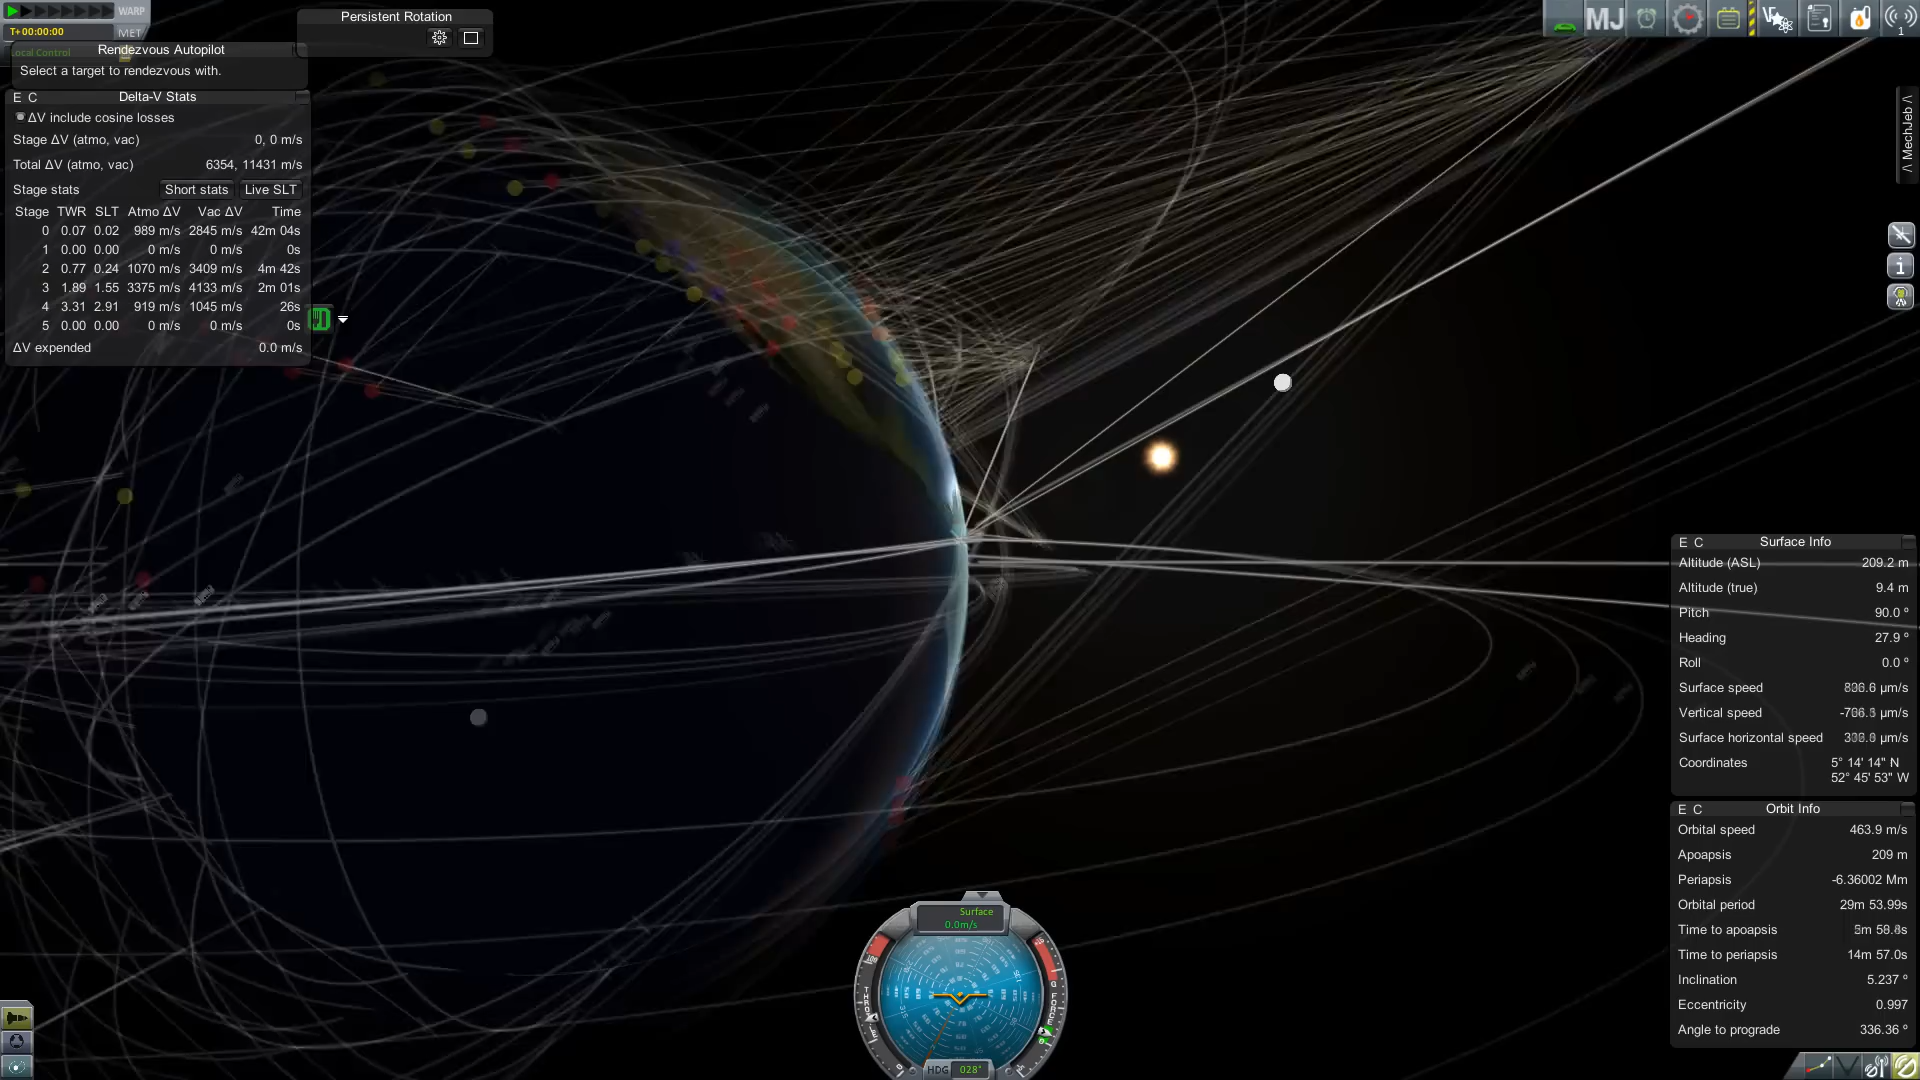 WARP
T+00:00:00
MET
Local Control
Rendezvous Autopilot
Select a target to rendezvous with.
Persistent Rotation
MJ
1
E C Delta-V Stats
ΔV include cosine losses
Stage ΔV (atmo, vac) 0, 0 m/s
Total ΔV (atmo, vac) 6354, 11431 m/s
Stage stats Short stats Live SLT
Stage TWR SLT Atmo ΔV Vac ΔV Time
0 0.07 0.02 989 m/s 2845 m/s 42m 04s
1 0.00 0.00 0 m/s 0 m/s 0s
2 0.77 0.24 1070 m/s 3409 m/s 4m 42s
3 1.89 1.55 3375 m/s 4133 m/s 2m 01s
4 3.31 2.91 919 m/s 1045 m/s 26s
5 0.00 0.00 0 m/s 0 m/s 0s
ΔV expended 0.0 m/s
/\ MechJeb /\
E C Surface Info
Altitude (ASL) 209.2 m
Altitude (true) 9.4 m
Pitch 90.0 °
Heading 27.9 °
Roll 0.0 °
Surface speed µm/s
Vertical speed µm/s
Surface horizontal speed µm/s
Coordinates 5° 14' 14" N
52° 45' 53" W
E C Orbit Info
Orbital speed 463.9 m/s
Apoapsis 209 m
Periapsis -6.36002 Mm
Orbital period 29m 53.99s
Time to apoapsis
Time to periapsis 14m 57.0s
Inclination 5.237 °
Eccentricity 0.997
Angle to prograde 336.36 °
Surface
0.0m/s
HDG 028°